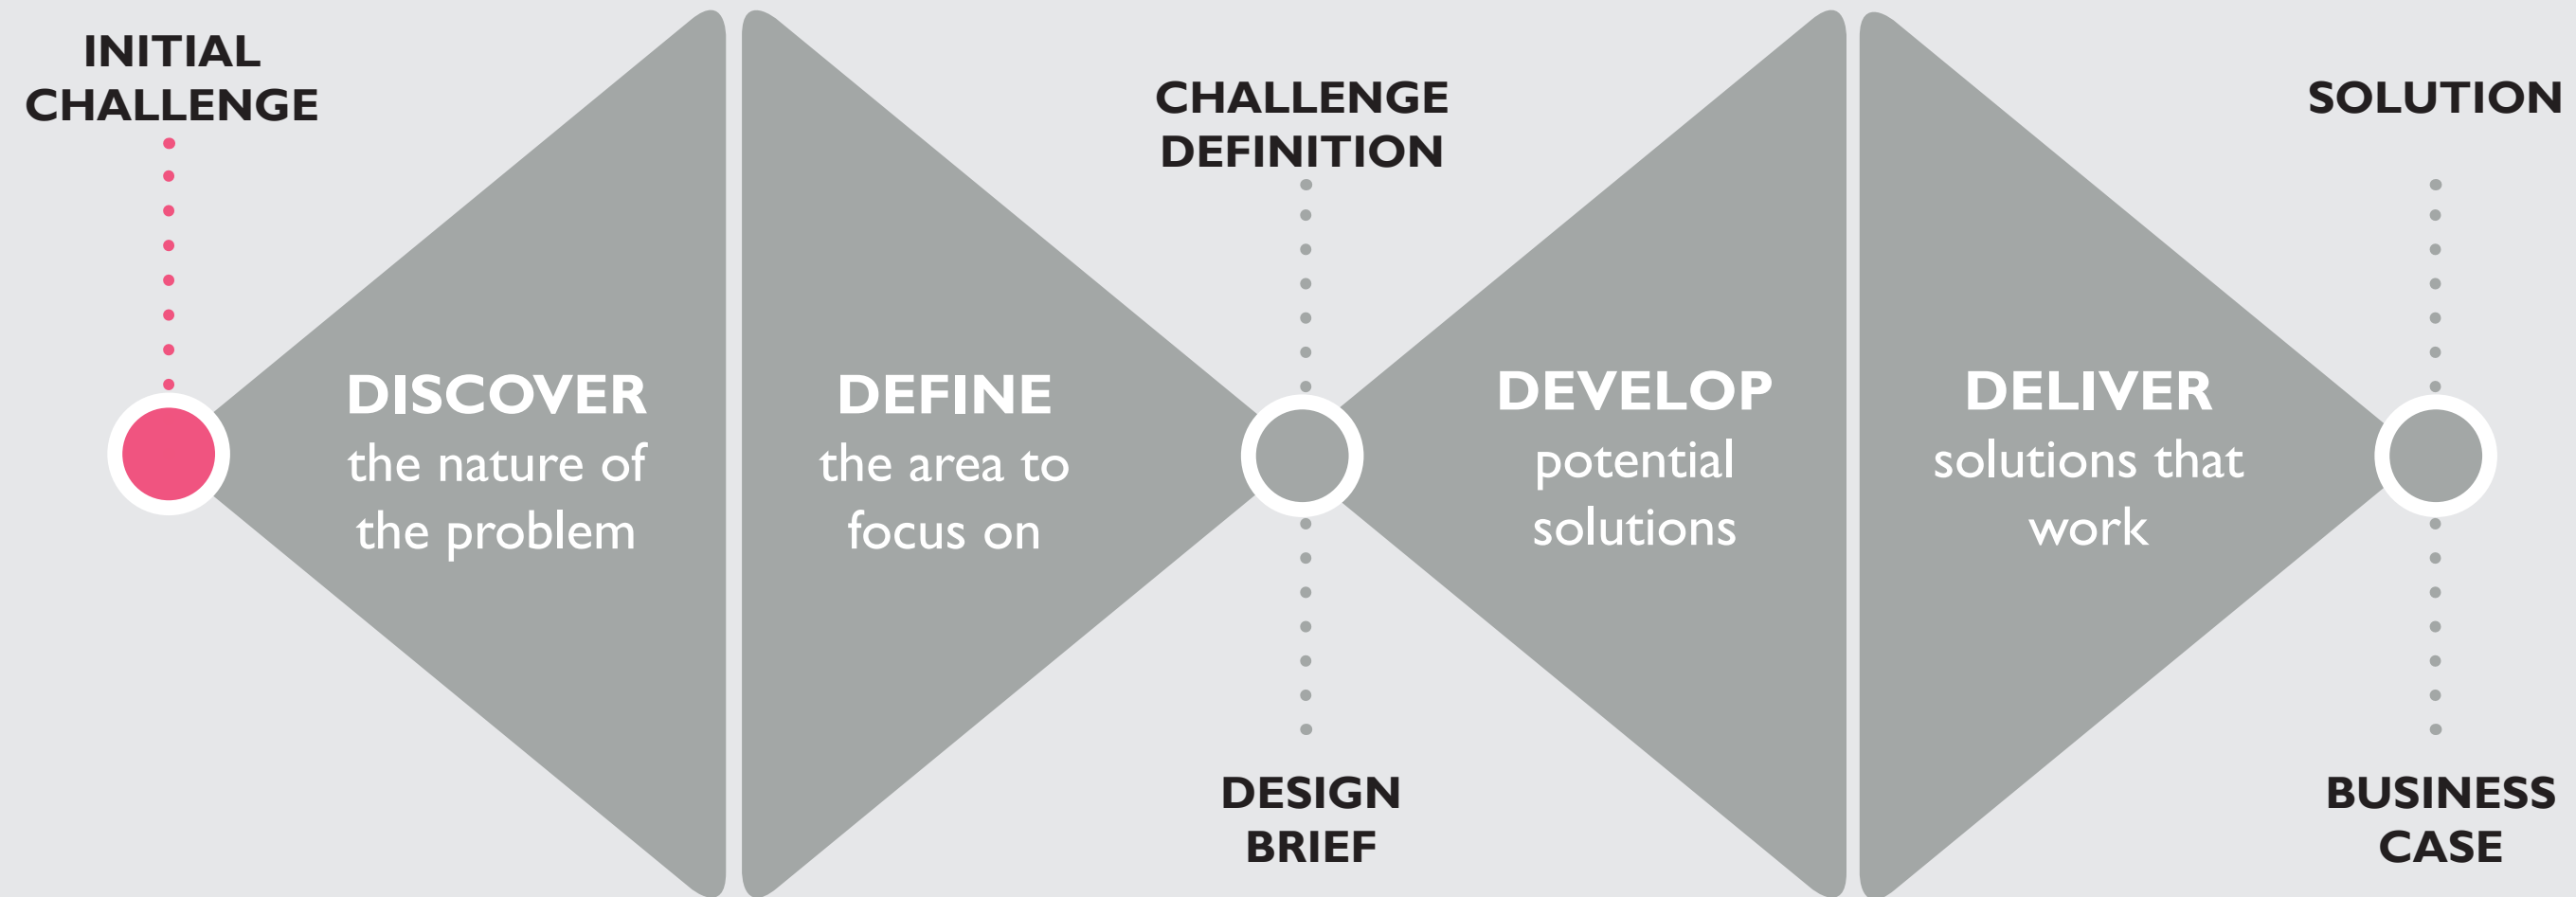 INITIAL
CHALLENGE
DISCOVER
the nature of
the problem
DEFINE
the area to
focus on
CHALLENGE
DEFINITION
DESIGN
BRIEF
DEVELOP
potential
solutions
DELIVER
solutions that
work
SOLUTION
BUSINESS
CASE